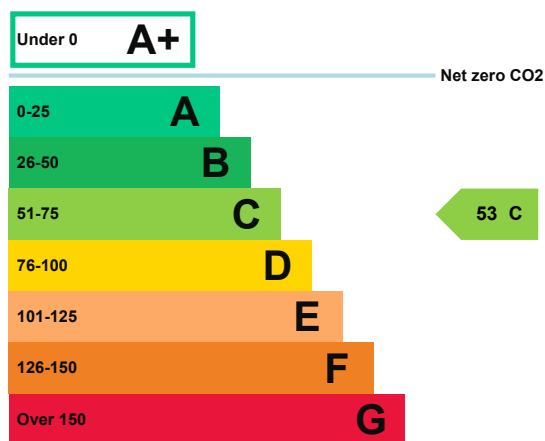 Under 0 A+
Net zero CO2
0-25 A
26-50 B
51-75 C
53 C
76-100 D
101-125 E
126-150 F
Over 150 G